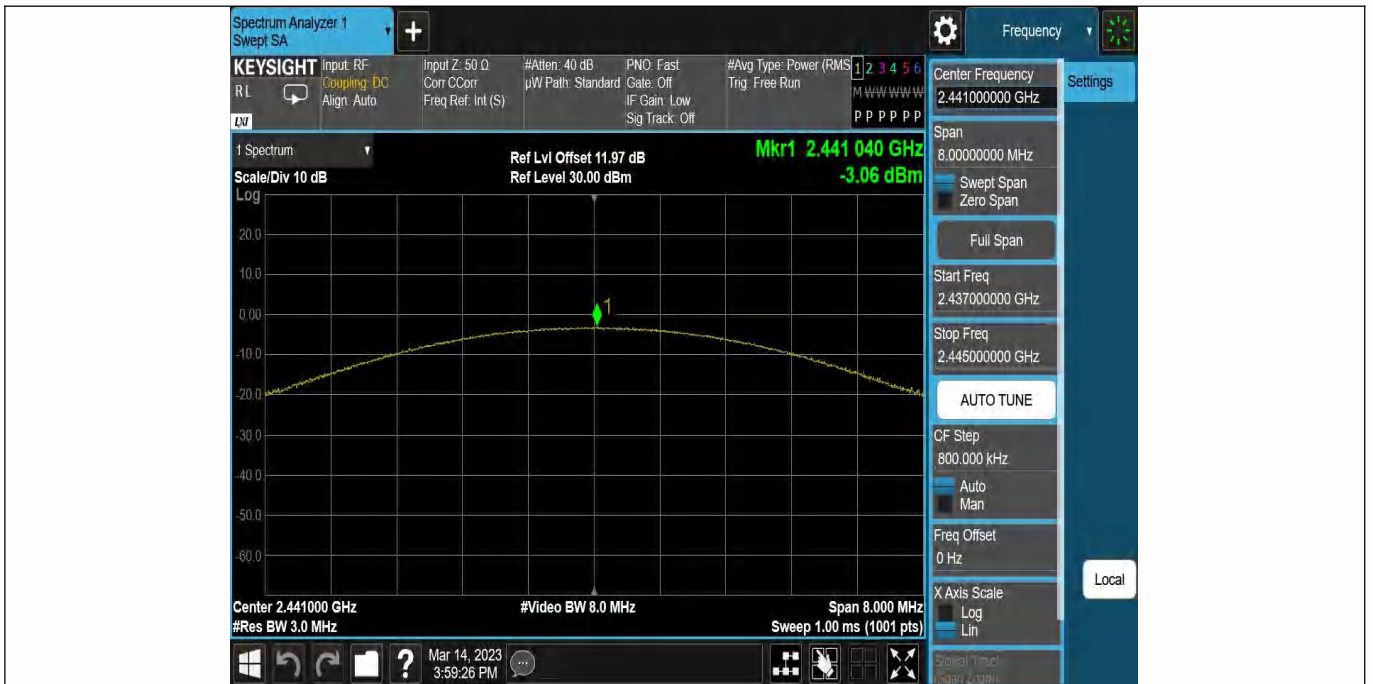 Spectrum Analyzer 1
Swept SA
+
Frequency
KEYSIGHT
RL
LXI
Input: RF
Coupling: DC
Align: Auto
Input Z: 50 Ω
Corr CCorr
Freq Ref: Int (S)
#Atten: 40 dB
µW Path: Standard
PNO: Fast
Gate: Off
IF Gain: Low
Sig Track: Off
#Avg Type: Power (RMS
Trig: Free Run
1 2 3 4 5 6
M W W W W W
P P P P P P
Center Frequency
2.441000000 GHz
Settings
1 Spectrum
Scale/Div 10 dB
Ref Lvl Offset 11.97 dB
Ref Level 30.00 dBm
Mkr1 2.441 040 GHz
-3.06 dBm
Log
20.0
10.0
0.00
-10.0
-20.0
-30.0
-40.0
-50.0
-60.0
1
Center 2.441000 GHz
#Res BW 3.0 MHz
#Video BW 8.0 MHz
Span 8.000 MHz
Sweep 1.00 ms (1001 pts)
Span
8.00000000 MHz
Swept Span
Zero Span
Full Span
Start Freq
2.437000000 GHz
Stop Freq
2.445000000 GHz
AUTO TUNE
CF Step
800.000 kHz
Auto
Man
Freq Offset
0 Hz
X Axis Scale
Log
Lin
Signal Track
(Span Zoom)
Local
?
Mar 14, 2023
3:59:26 PM